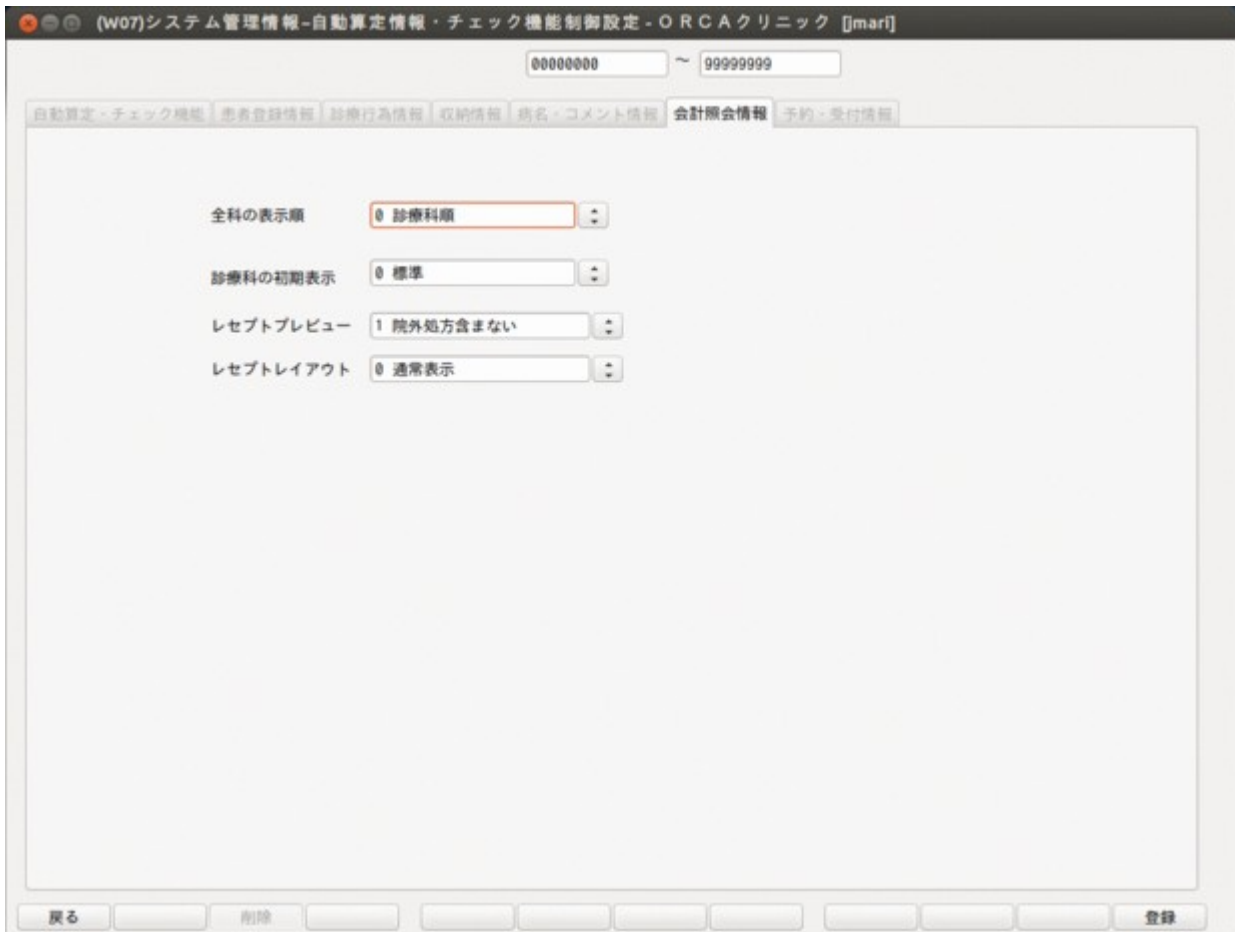 (W07)システム管理情報-自動算定情報・チェック機能制御設定-ORCAクリニック [jmari]
00000000 ～ 99999999
自動算定・チェック機能 患者登録情報 診療行為情報 収納情報 病名・コメント情報 会計照会情報 予約・受付情報
全科の表示順 0 診療科順
診療科の初期表示 0 標準
レセプトプレビュー 1 院外処方含まない
レセプトレイアウト 0 通常表示
戻る 削除 登録